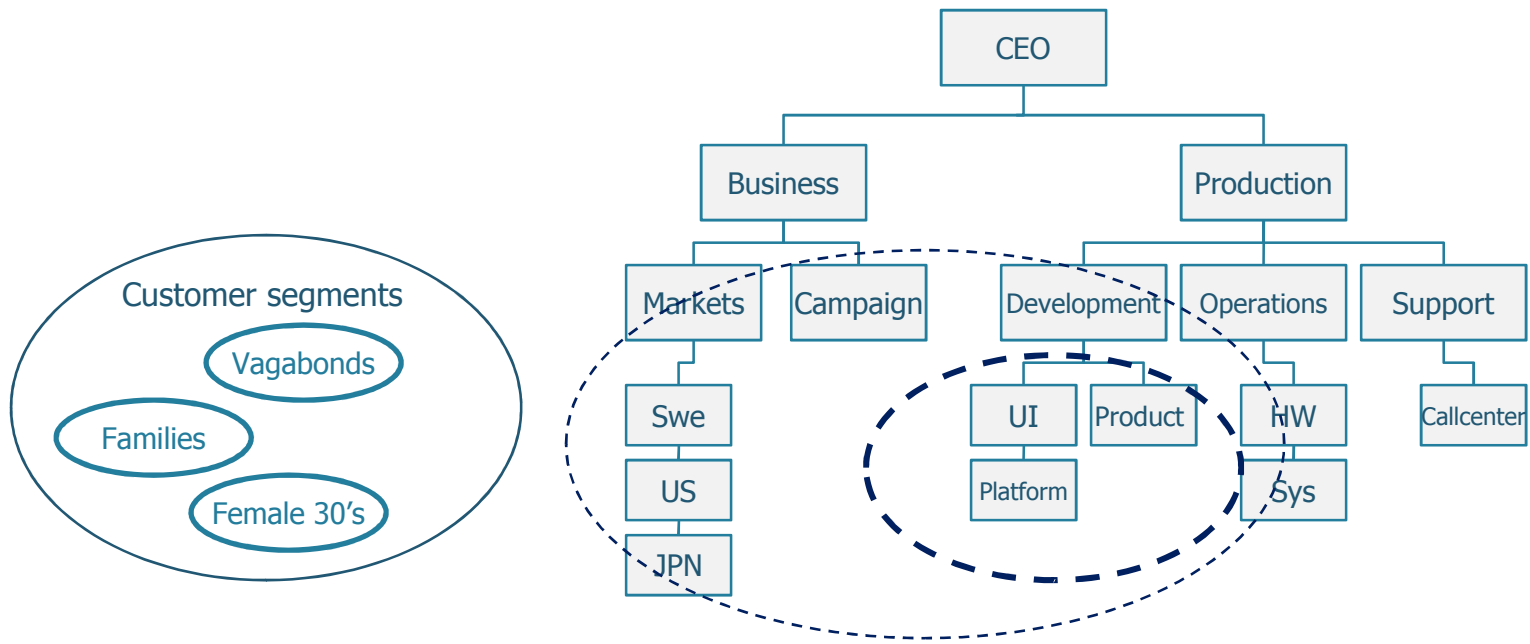 CEO
Business
Production
Markets
Campaign
Development
Operations
Support
Swe
US
JPN
UI
Product
Platform
HW
Sys
Callcenter
Customer segments
Vagabonds
Families
Female 30’s